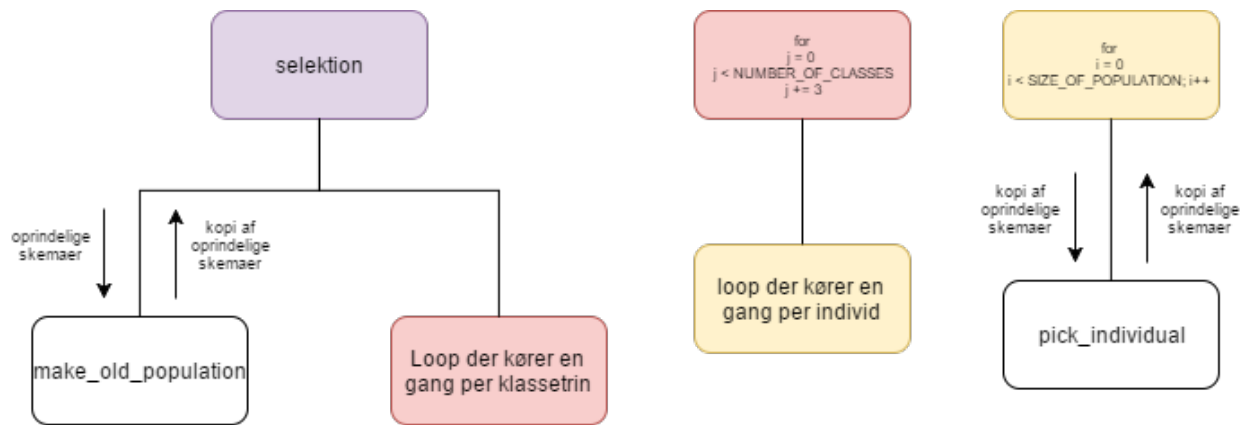 selektion
oprindelige
skemaer
kopi af
oprindelige
skemaer
make_old_population
Loop der kører en
gang per klassetrin
for
j = 0
j < NUMBER_OF_CLASSES
j += 3
loop der kører en
gang per individ
for
i = 0
i < SIZE_OF_POPULATION; i++
kopi af
oprindelige
skemaer
kopi af
oprindelige
skemaer
pick_individual